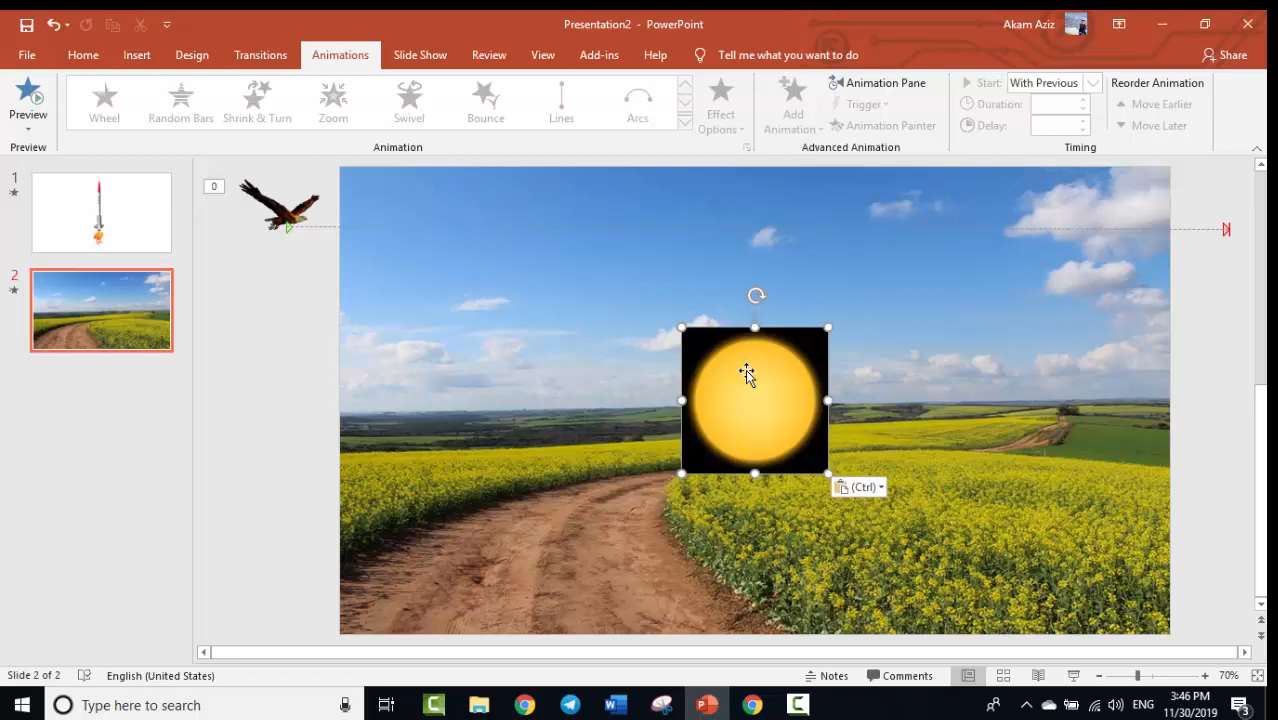 Presentation2 - PowerPoint
Akam Aziz
File Home Insert Design Transitions Animations Slide Show Review View Add-ins Help Tell me what you want to do Share
Preview
Wheel Random Bars Shrink & Turn Zoom Swivel Bounce Lines Arcs
Effect Options
Add Animation
Animation Pane
Trigger
Animation Painter
Start: With Previous
Duration:
Delay:
Reorder Animation
Move Earlier
Move Later
Preview Animation Advanced Animation Timing
1
2
0
(Ctrl)
Slide 2 of 2 English (United States) Notes Comments 70%
Type here to search
3:46 PM
11/30/2019
3